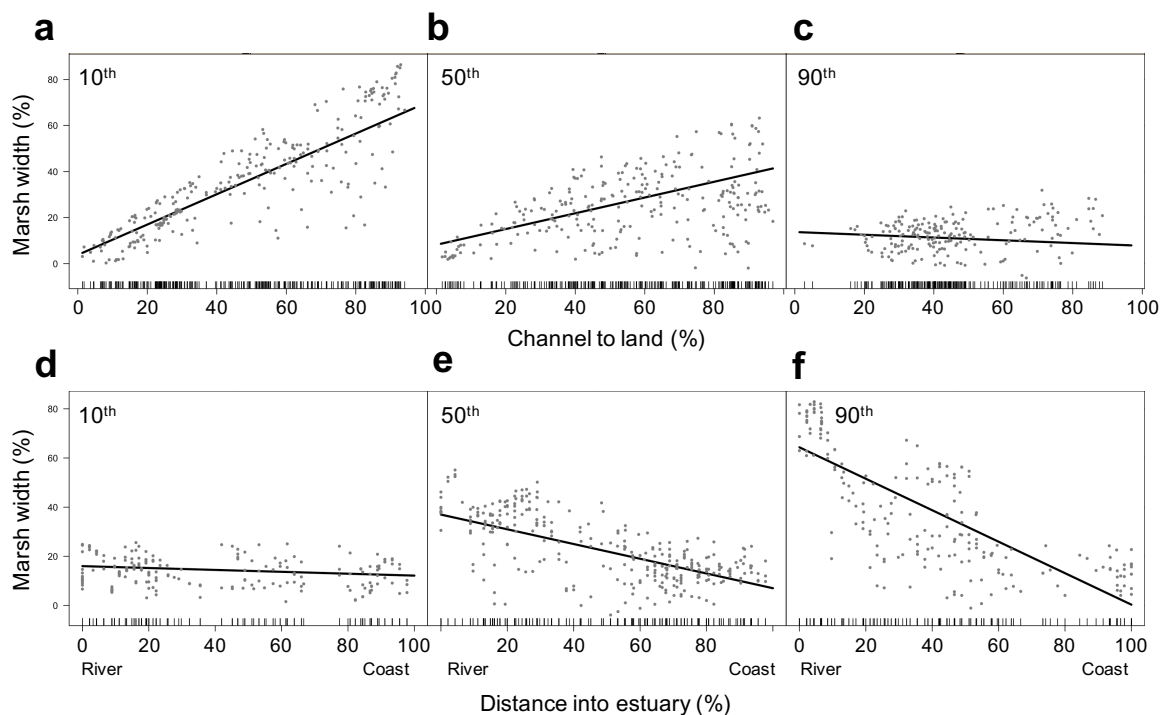 a b c
10th 50th 90th
Marsh width (%)
80
60
40
20
0
0 20 40 60 80 100 0 20 40 60 80 0 20 40 60 80 100
Channel to land (%)
d e f
10th 50th 90th
Marsh width (%)
80
60
40
20
0
0 20 40 60 80 100 20 40 60 80 0 20 40 60 80 100
River Coast River Coast River Coast
Distance into estuary (%)